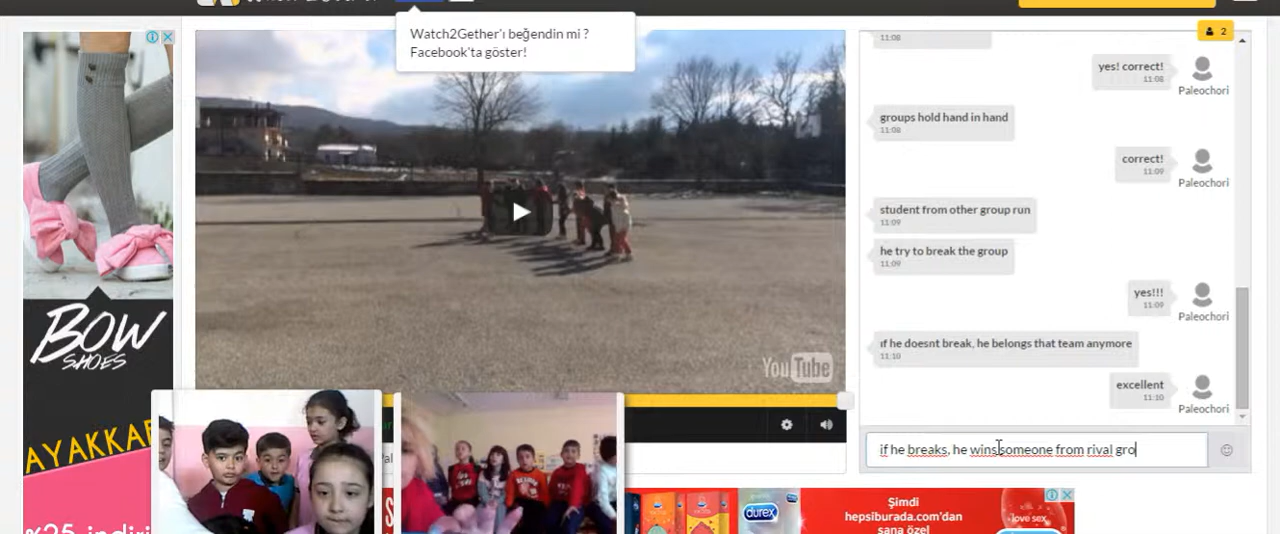 Watch2Gether'ı beğendin mi ?
Facebook'ta göster!
2
11:08
yes! correct!
11:08
Paleochori
groups hold hand in hand
11:08
correct!
11:09
Paleochori
student from other group run
11:09
he try to break the group
11:09
yes!!!
11:09
Paleochori
ıf he doesnt break, he belongs that team anymore
11:10
excellent
11:10
Paleochori
if he breaks, he wins someone from rival gro
YouTube
BOW
SHOES
AYAKKAB
%25 indiri
durex
Şimdi
hepsiburada.com'dan
sana özel
love sex